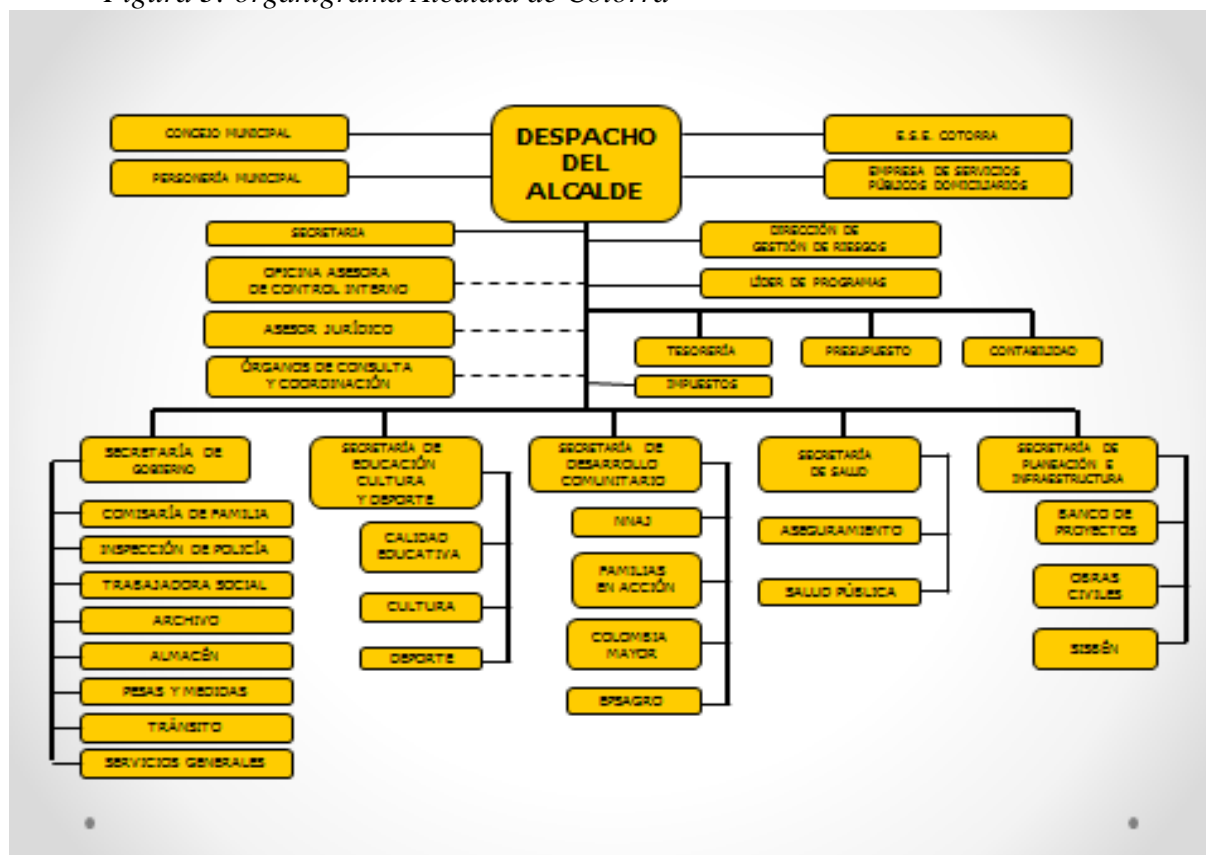 Figura 3: organigrama Alcaldía de Cotorra
CONCEJO MUNICIPAL
PERSONERÍA MUNICIPAL
DESPACHO
DEL
ALCALDE
E.S.E. COTORRA
EMPRESA DE SERVICIOS
PÚBLICOS DOMICILIARIOS
SECRETARIA
OFICINA ASESORA
DE CONTROL INTERNO
ASESOR JURÍDICO
ÓRGANOS DE CONSULTA
Y COORDINACIÓN
DIRECCIÓN DE
GESTIÓN DE RIESGOS
LÍDER DE PROGRAMAS
TESORERÍA
PRESUPUESTO
CONTABILIDAD
IMPUESTOS
SECRETARÍA DE
GOBIERNO
COMISARÍA DE FAMILIA
INSPECCIÓN DE POLICÍA
TRABAJADORA SOCIAL
ARCHIVO
ALMACÉN
PESAS Y MEDIDAS
TRÁNSITO
SERVICIOS GENERALES
SECRETARÍA DE
EDUCACIÓN
CULTURA
Y DEPORTE
CALIDAD
EDUCATIVA
CULTURA
DEPORTE
SECRETARÍA DE
DESARROLLO
COMUNITARIO
NNAJ
FAMILIAS
EN ACCIÓN
COLOMBIA
MAYOR
EPSAGRO
SECRETARÍA
DE SALUD
ASEGURAMIENTO
SALUD PÚBLICA
SECRETARÍA DE
PLANEACIÓN E
INFRAESTRUCTURA
BANCO DE
PROYECTOS
OBRAS
CIVILES
SISBÉN